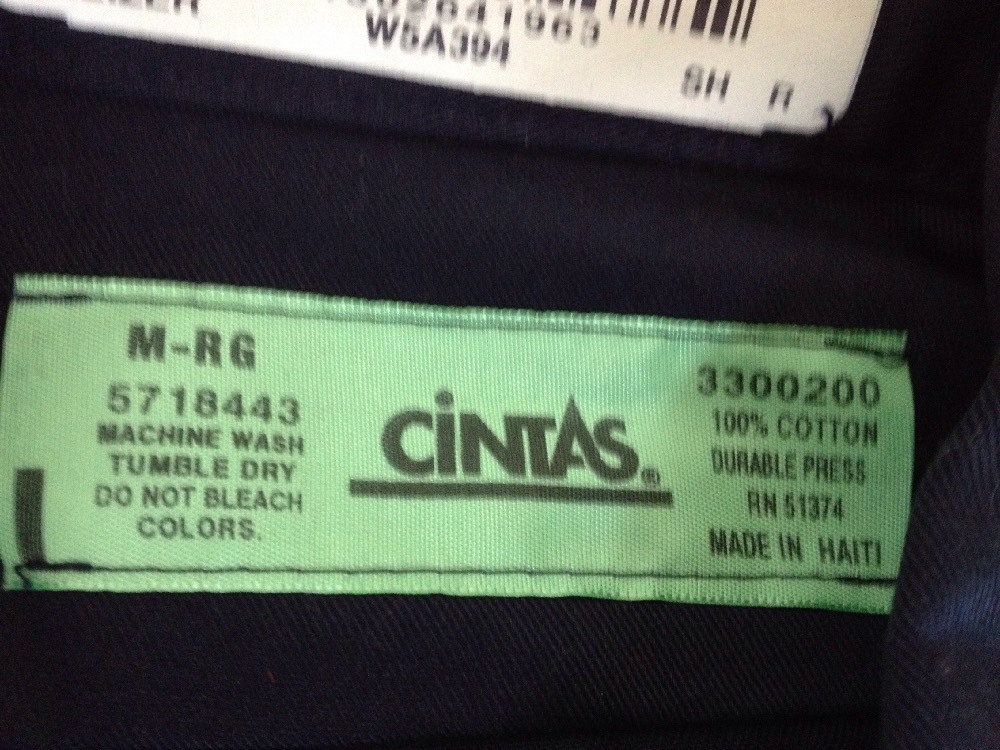 W5A394
SH R
M-RG
5718443
MACHINE WASH
TUMBLE DRY
DO NOT BLEACH
COLORS.
CiNTAS®
3300200
100% COTTON
DURABLE PRESS
RN 51374
MADE IN HAITI